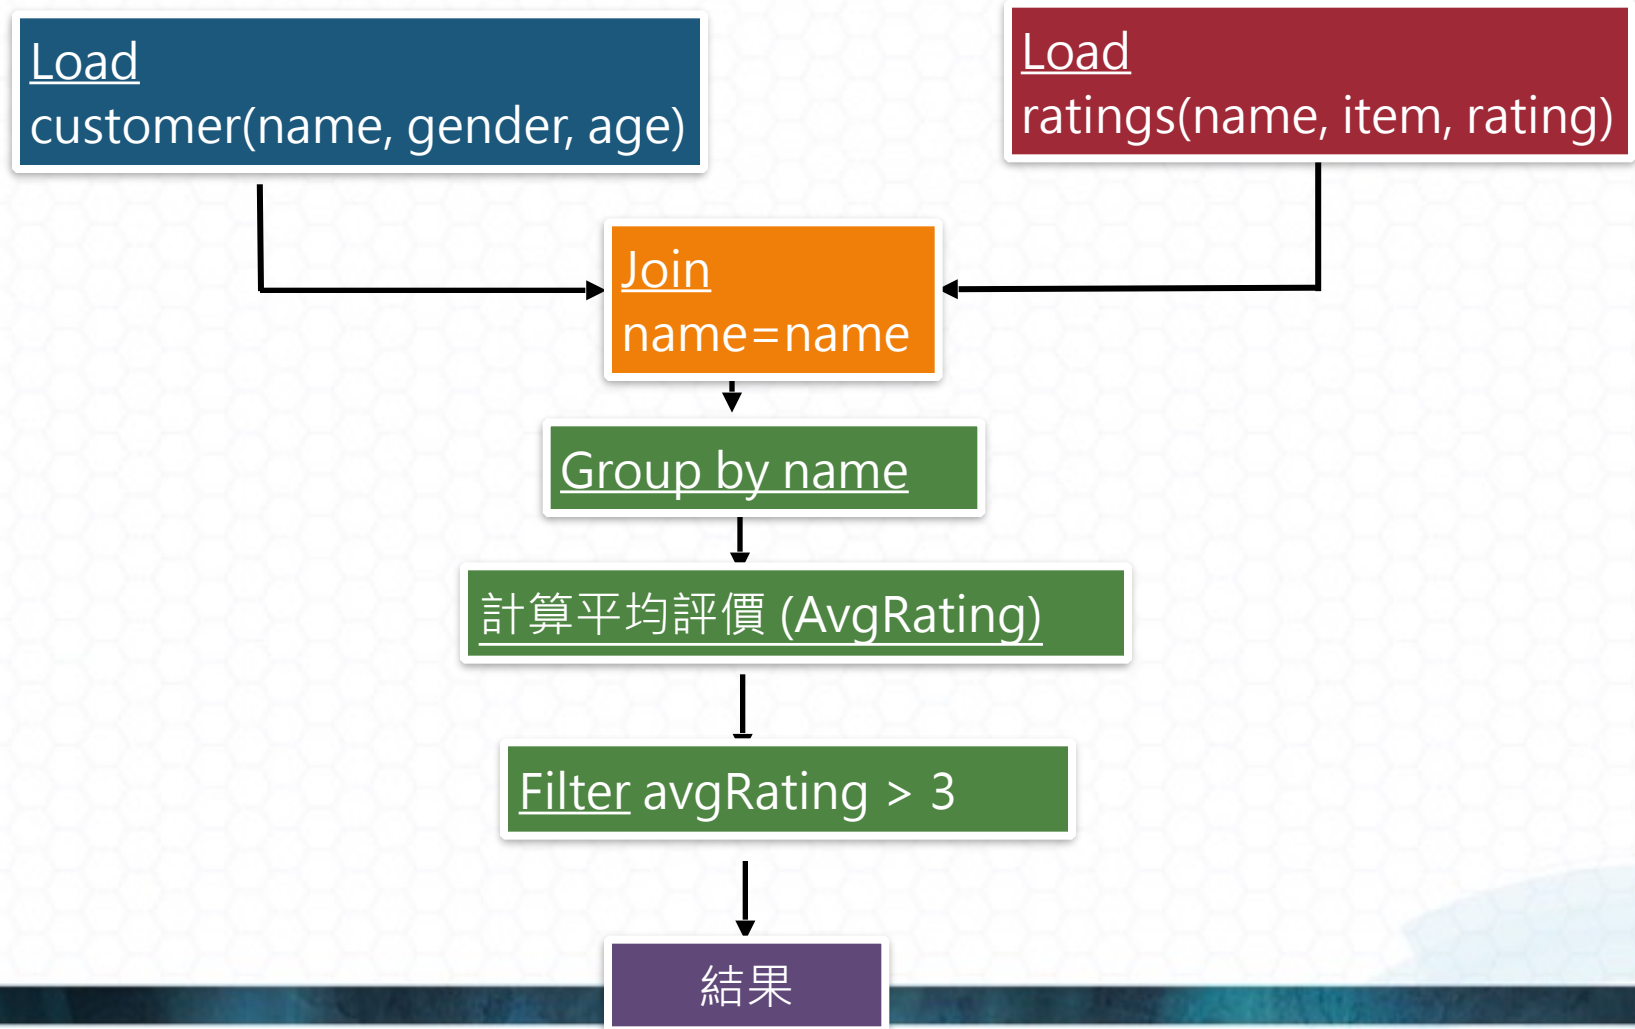 Load
customer(name, gender, age)
Load
ratings(name, item, rating)
Join
name=name
Group by name
計算平均評價 (AvgRating)
Filter avgRating > 3
結果